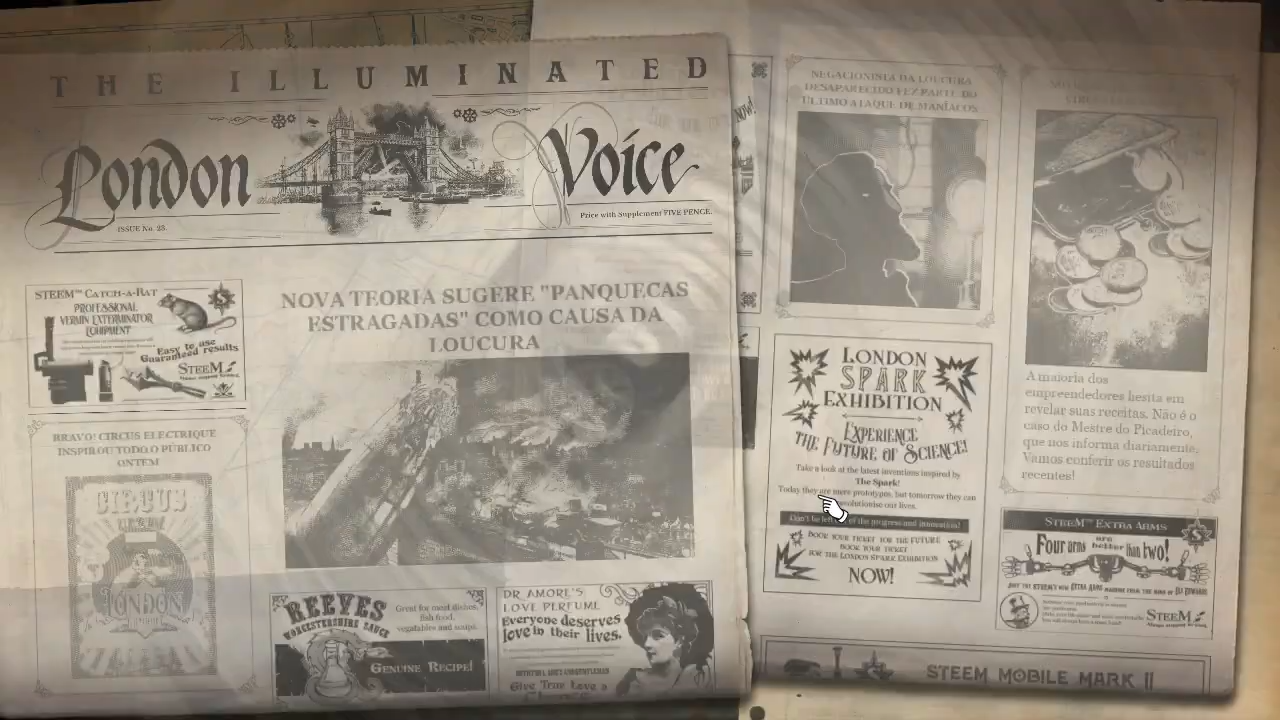 THE ILLUMINATED
London Voice
ISSUE No. 28.
Price with Supplement FIVE PENCE.
STEEM™ CATCH-A-RAT
PROFESSIONAL
VERMIN EXTERMINATOR
EQUIPMENT
Easy to use
Guaranteed results
STEEM
BRAVO! CIRCUS ELECTRIQUE
INSPIROU TODO O PÚBLICO
ONTEM
CIRCUS
LONDON
NOVA TEORIA SUGERE "PANQUECAS
ESTRAGADAS" COMO CAUSA DA
LOUCURA
REEVES
WORCESTERSHIRE SAUCE
Great for meat dishes,
fish food,
vegetables and soups.
GENUINE RECIPE!
DR. AMORE'S
LOVE PERFUME
Everyone deserves
love in their lives.
Give True Love a
NOW!
NEGACIONISTA DA LOUCURA
DESAPARECIDO FEZ PARTE DO
ÚLTIMO ATAQUE DE MANÍACOS
LONDON
SPARK
EXHIBITION
EXPERIENCE
THE FUTURE OF SCIENCE!
Take a look at the latest inventions inspired by
The Spark!
Today they are mere prototypes, but tomorrow they can
revolutionise our lives.
Don't be left of the progress and innovation!
BOOK YOUR TICKET FOR THE FUTURE
BOOK YOUR TICKET
FOR THE LONDON SPARK EXHIBITION
NOW!
A maioria dos
empreendedores hesita em
revelar suas receitas. Não é o
caso do Mestre do Picadeiro,
que nos informa diariamente.
Vamos conferir os resultados
recentes!
STEEM™ EXTRA ARMS
are
Four arms better than two!
STEEM
STEEM MOBILE MARK II